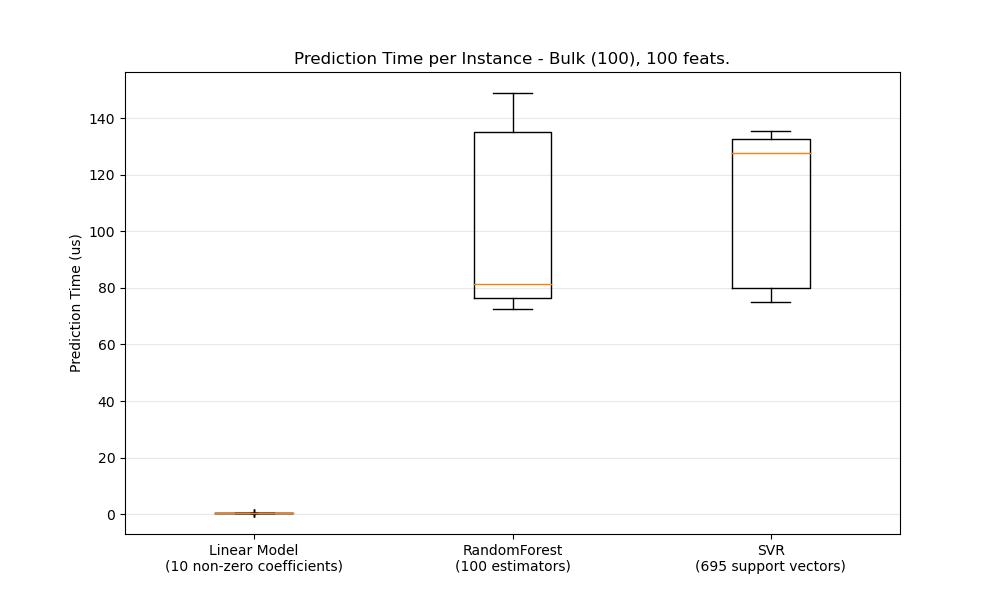 Prediction Time per Instance - Bulk (100), 100 feats.
Prediction Time (us)
140
120
100
80
60
40
20
0
Linear Model
(10 non-zero coefficients)
RandomForest
(100 estimators)
SVR
(695 support vectors)